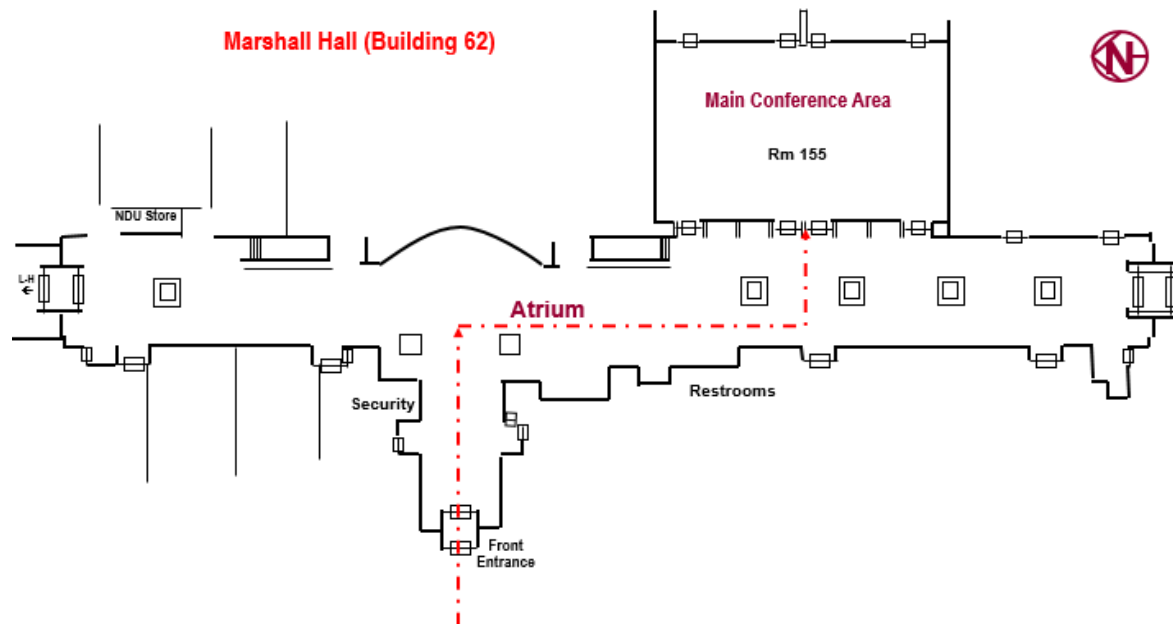 Marshall Hall (Building 62)
N
Main Conference Area
Rm 155
NDU Store
L-H
Atrium
Security
Restrooms
Front
Entrance